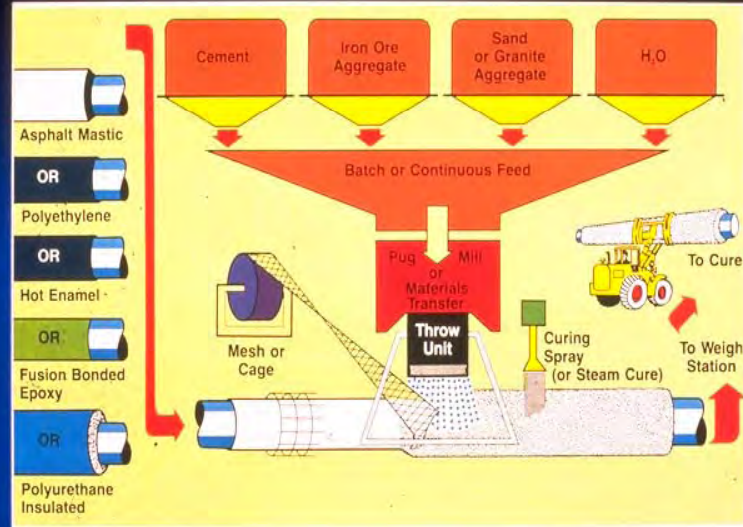 Cement
Iron Ore
Aggregate
Sand
or Granite
Aggregate
H₂O
Batch or Continuous Feed
Pug Mill
or
Materials
Transfer
Throw
Unit
Mesh or
Cage
Curing
Spray
(or Steam Cure)
To Cure
To Weigh
Station
Asphalt Mastic
OR
Polyethylene
OR
Hot Enamel
OR
Fusion Bonded
Epoxy
OR
Polyurethane
Insulated